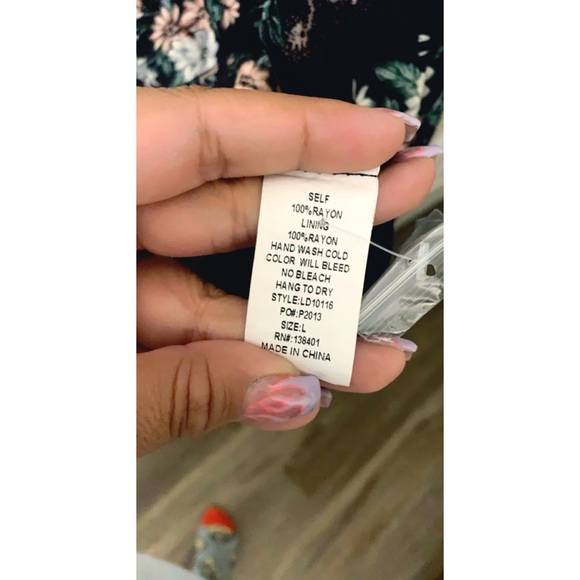 SELF
100%RAYON
LINING
100%RAYON
HAND WASH COLD
COLOR WILL BLEED
NO BLEACH
HANG TO DRY
STYLE:LD10116
PO#:P2013
SIZE:L
RN#:138401
MADE IN CHINA